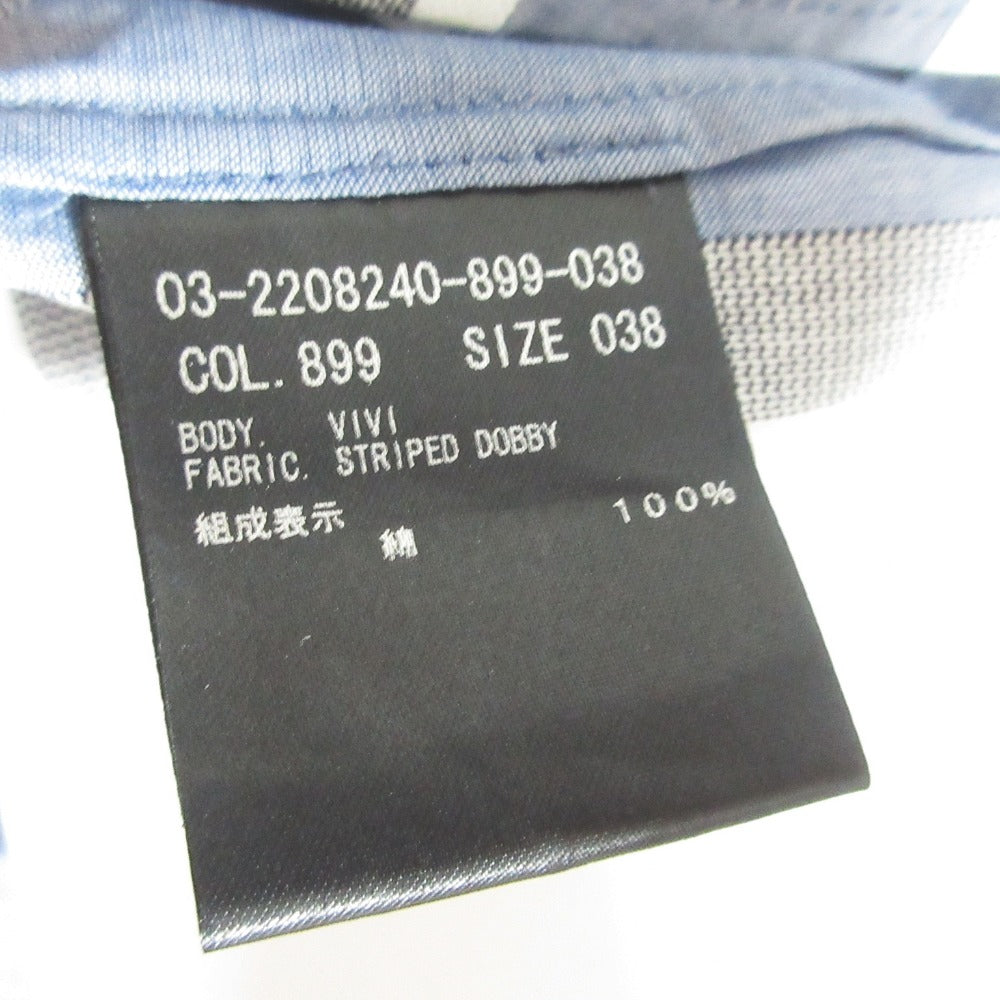 03-2208240-899-038
COL. 899 SIZE 038
BODY. VIVI
FABRIC. STRIPED DOBBY
組成表示
綿 100%